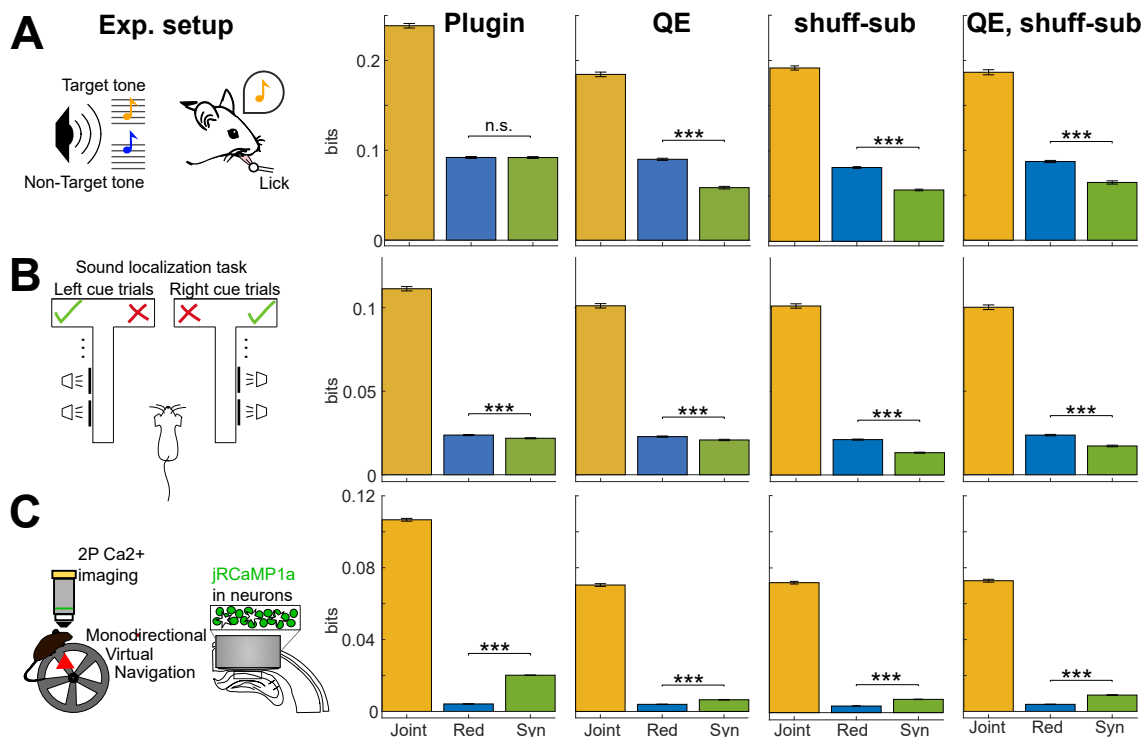 A
Exp. setup
Plugin
QE
shuff-sub
QE, shuff-sub
Target tone
Non-Target tone
Lick
0.2
0.1
0
bits
n.s.
***
***
***
B
Sound localization task
Left cue trials
Right cue trials
0.1
0.05
0
bits
***
***
***
***
C
2P Ca2+
imaging
Monodirectional
Virtual
Navigation
jRCaMP1a
in neurons
0.12
0.08
0.04
0
bits
***
***
***
***
Joint Red Syn
Joint Red Syn
Joint Red Syn
Joint Red Syn